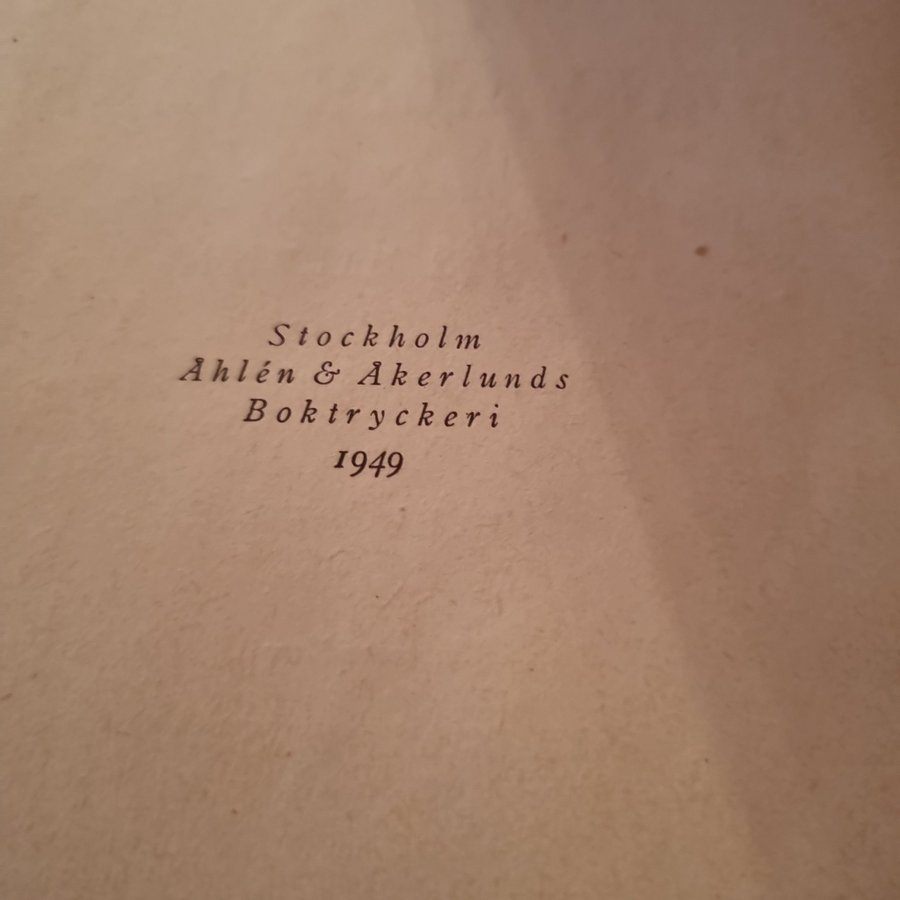 Stockholm
Åhlén & Åkerlunds
Boktryckeri
1949